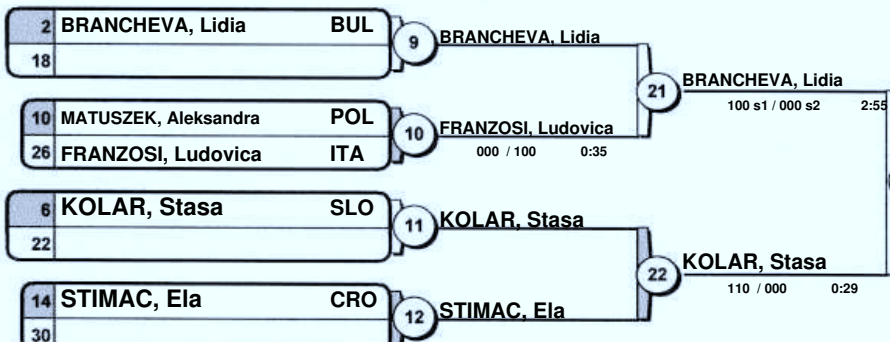 2 BRANCHEVA, Lidia BUL
18
9 BRANCHEVA, Lidia
10 MATUSZEK, Aleksandra POL
26 FRANZOSI, Ludovica ITA
10 FRANZOSI, Ludovica
000 / 100 0:35
21 BRANCHEVA, Lidia
100 s1 / 000 s2 2:55
6 KOLAR, Stasa SLO
22
11 KOLAR, Stasa
14 STIMAC, Ela CRO
30
12 STIMAC, Ela
22 KOLAR, Stasa
110 / 000 0:29